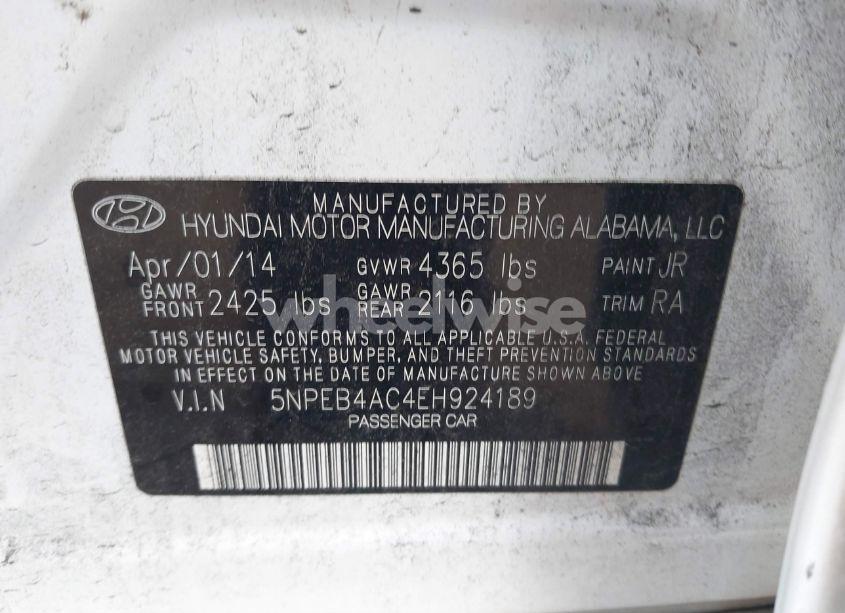 MANUFACTURED BY
HYUNDAI MOTOR MANUFACTURING ALABAMA, LLC
Apr/01/14 GVWR 4365 lbs PAINT JR
GAWR FRONT 2425 lbs GAWR REAR 2116 lbs TRIM RA
wheelwise
THIS VEHICLE CONFORMS TO ALL APPLICABLE U.S.A. FEDERAL
MOTOR VEHICLE SAFETY, BUMPER, AND THEFT PREVENTION STANDARDS
IN EFFECT ON THE DATE OF MANUFACTURE SHOWN ABOVE.
V.I.N 5NPEB4AC4EH924189
PASSENGER CAR